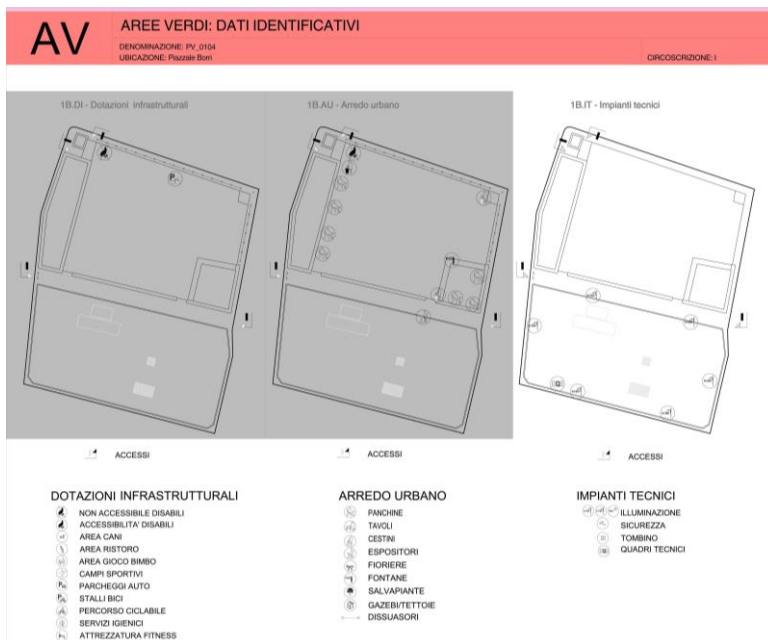 AV
AREE VERDI: DATI IDENTIFICATIVI
DENOMINAZIONE: PV_0104
UBICAZIONE: Piazzale Borri
CIRCOSCRIZIONE: I
1B.DI - Dotazioni infrastrutturali
1B.AU - Arredo urbano
1B.IT - Impianti tecnici
ACCESSI
ACCESSI
ACCESSI
DOTAZIONI INFRASTRUTTURALI
NON ACCESSIBILE DISABILI
ACCESSIBILITA' DISABILI
AREA CANI
AREA RISTORO
AREA GIOCO BIMBO
CAMPI SPORTIVI
PARCHEGGI AUTO
STALLI BICI
PERCORSO CICLABILE
SERVIZI IGIENICI
ATTREZZATURA FITNESS
ARREDO URBANO
PANCHINE
TAVOLI
CESTINI
ESPOSITORI
FIORIERE
FONTANE
SALVAPIANTE
GAZEBI/TETTOIE
DISSUASORI
IMPIANTI TECNICI
ILLUMINAZIONE
SICUREZZA
TOMBINO
QUADRI TECNICI